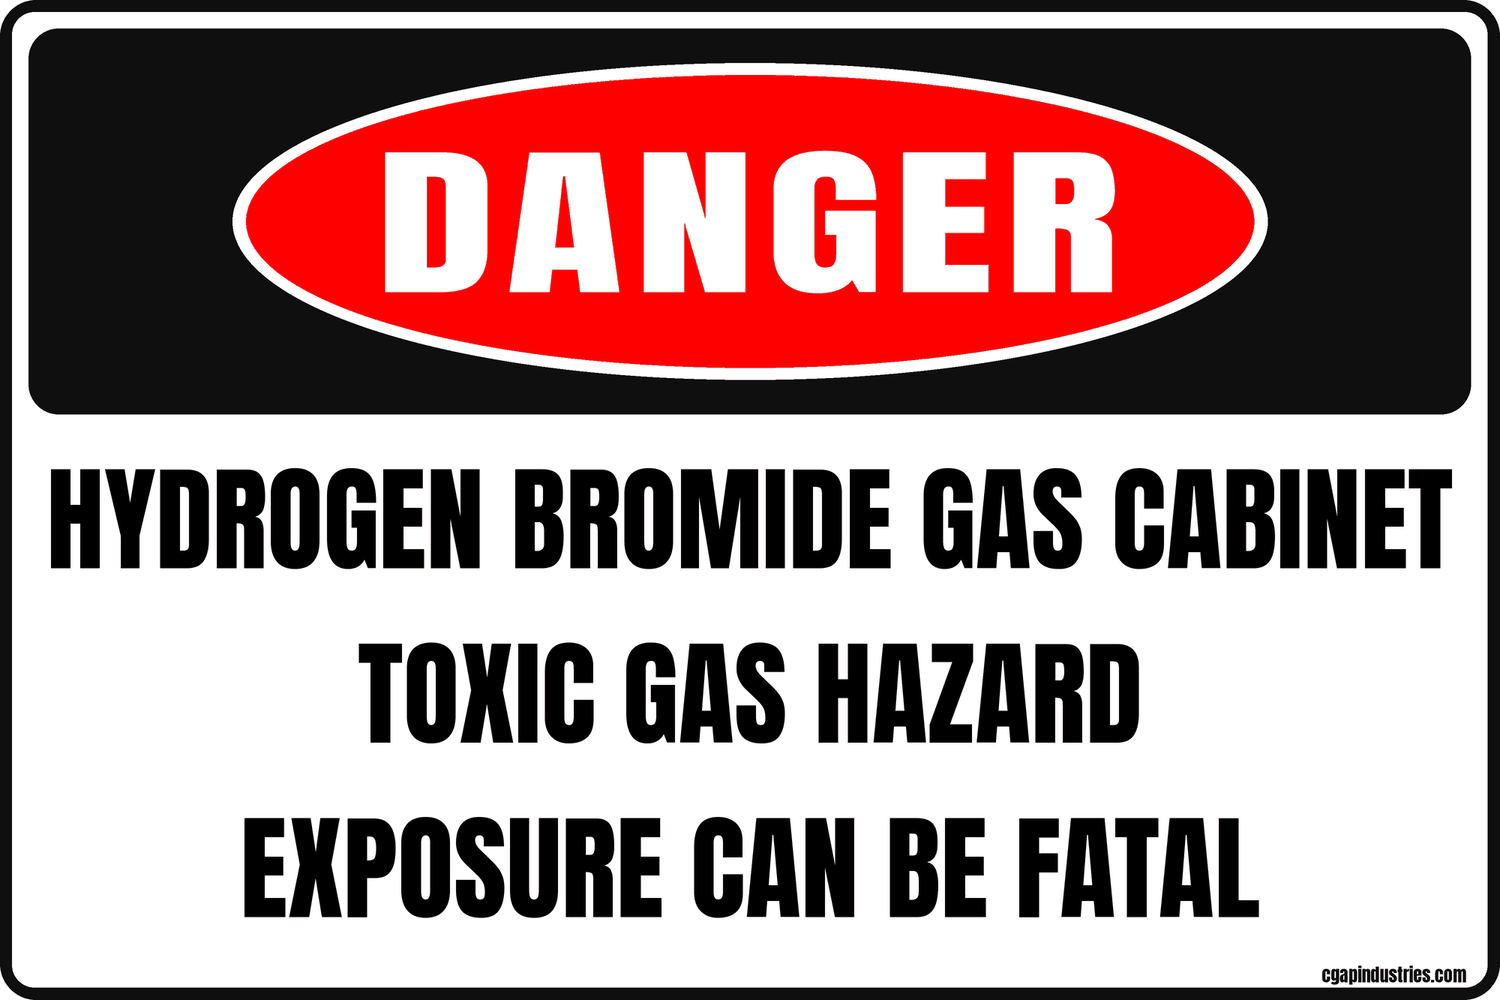 DANGER
HYDROGEN BROMIDE GAS CABINET
TOXIC GAS HAZARD
EXPOSURE CAN BE FATAL
cgapindustries.com